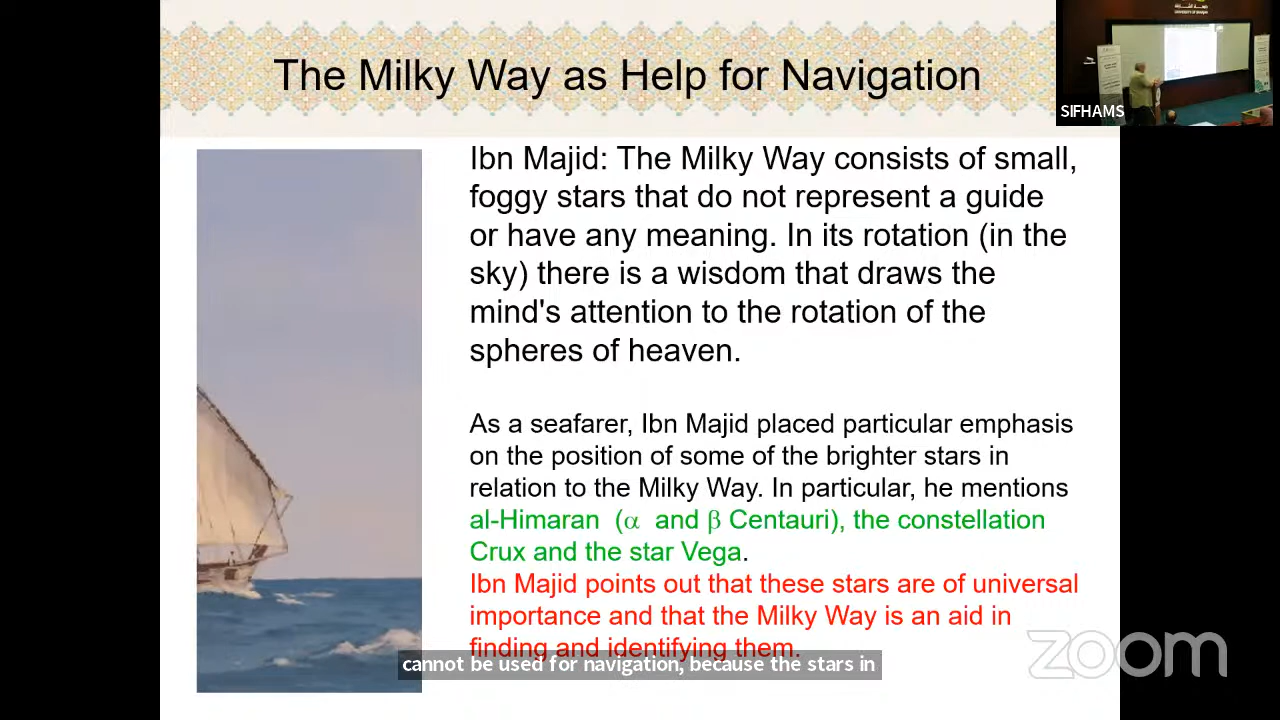 The Milky Way as Help for Navigation
SIFHAMS
Ibn Majid: The Milky Way consists of small,
foggy stars that do not represent a guide
or have any meaning. In its rotation (in the
sky) there is a wisdom that draws the
mind's attention to the rotation of the
spheres of heaven.
As a seafarer, Ibn Majid placed particular emphasis
on the position of some of the brighter stars in
relation to the Milky Way. In particular, he mentions
al-Himaran (α and β Centauri), the constellation
Crux and the star Vega.
Ibn Majid points out that these stars are of universal
importance and that the Milky Way is an aid in
finding and identifying them.
cannot be used for navigation, because the stars in
zoom